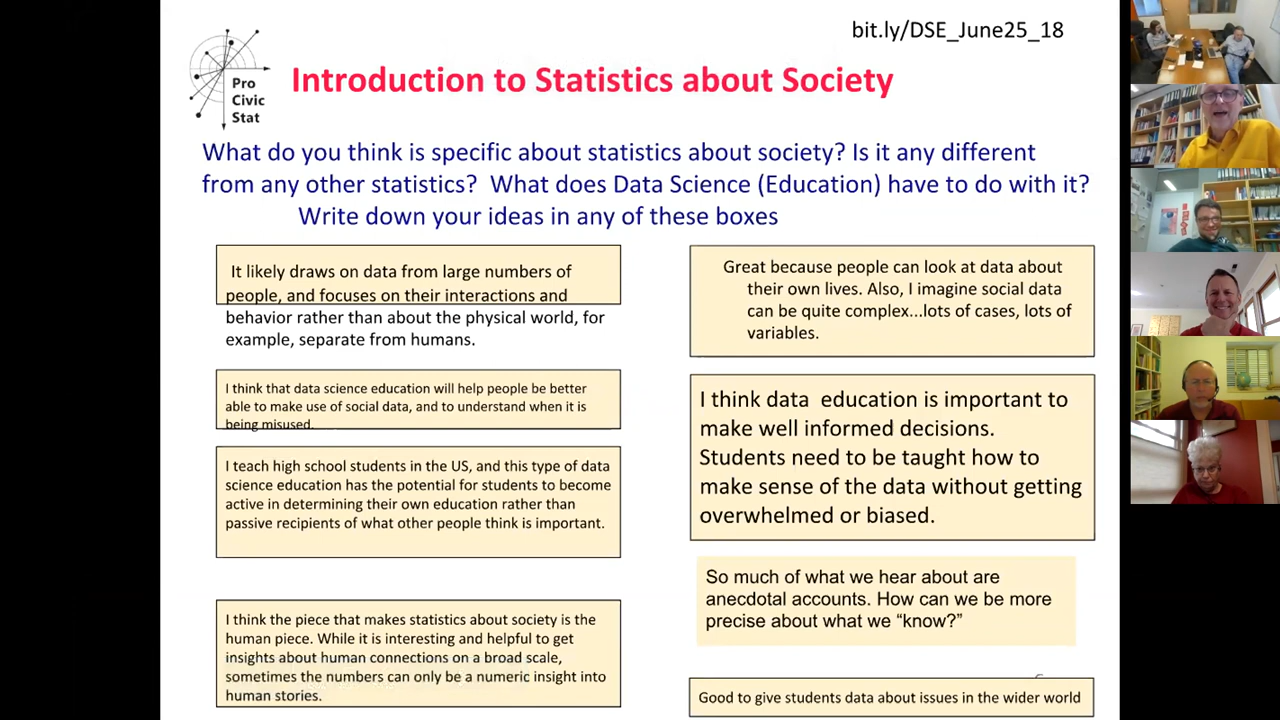 bit.ly/DSE_June25_18
Pro
Civic
Stat
Introduction to Statistics about Society
What do you think is specific about statistics about society? Is it any different
from any other statistics? What does Data Science (Education) have to do with it?
Write down your ideas in any of these boxes
It likely draws on data from large numbers of
people, and focuses on their interactions and
behavior rather than about the physical world, for
example, separate from humans.
I think that data science education will help people be better
able to make use of social data, and to understand when it is
being misused.
I teach high school students in the US, and this type of data
science education has the potential for students to become
active in determining their own education rather than
passive recipients of what other people think is important.
I think the piece that makes statistics about society is the
human piece. While it is interesting and helpful to get
insights about human connections on a broad scale,
sometimes the numbers can only be a numeric insight into
human stories.
Great because people can look at data about
their own lives. Also, I imagine social data
can be quite complex...lots of cases, lots of
variables.
I think data education is important to
make well informed decisions.
Students need to be taught how to
make sense of the data without getting
overwhelmed or biased.
So much of what we hear about are
anecdotal accounts. How can we be more
precise about what we “know?”
Good to give students data about issues in the wider world